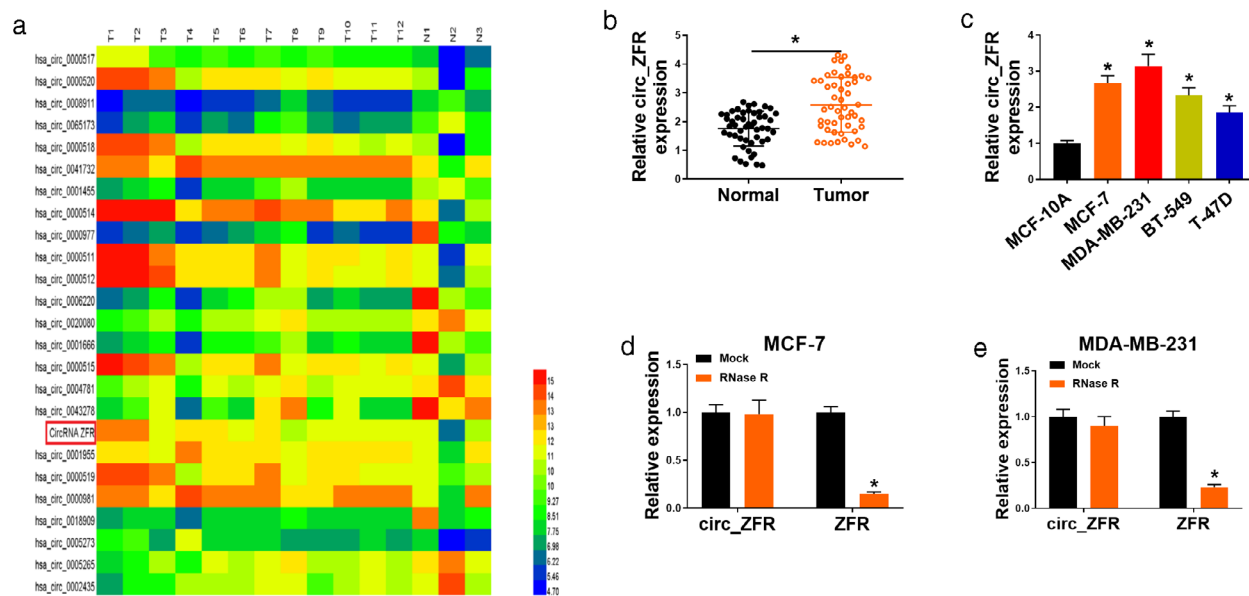 a
T1 T2 T3 T4 T5 T6 T7 T8 T9 T10 T11 T12 N1 N2 N3
hsa_circ_0000517
hsa_circ_0000520
hsa_circ_0008911
hsa_circ_0065173
hsa_circ_0000518
hsa_circ_0041732
hsa_circ_0001455
hsa_circ_0000514
hsa_circ_0000977
hsa_circ_0000511
hsa_circ_0000512
hsa_circ_0006220
hsa_circ_0020080
hsa_circ_0001666
hsa_circ_0000515
hsa_circ_0004781
hsa_circ_0043278
CircRNA ZFR
hsa_circ_0001955
hsa_circ_0000519
hsa_circ_0000981
hsa_circ_0018909
hsa_circ_0005273
hsa_circ_0005265
hsa_circ_0002435
15
14
13
13
12
11
10
10
9.27
8.51
7.75
6.98
6.22
5.46
4.70
b
Relative circ_ZFR
expression
5
4
3
2
1
0
*
Normal Tumor
c
Relative circ_ZFR
expression
4
3
2
1
0
* * * *
MCF-10A
MCF-7
MDA-MB-231
BT-549
T-47D
d
MCF-7
Mock
RNase R
Relative expression
1.5
1.0
0.5
0.0
*
circ_ZFR ZFR
e
MDA-MB-231
Mock
RNase R
Relative expression
1.5
1.0
0.5
0.0
*
circ_ZFR ZFR